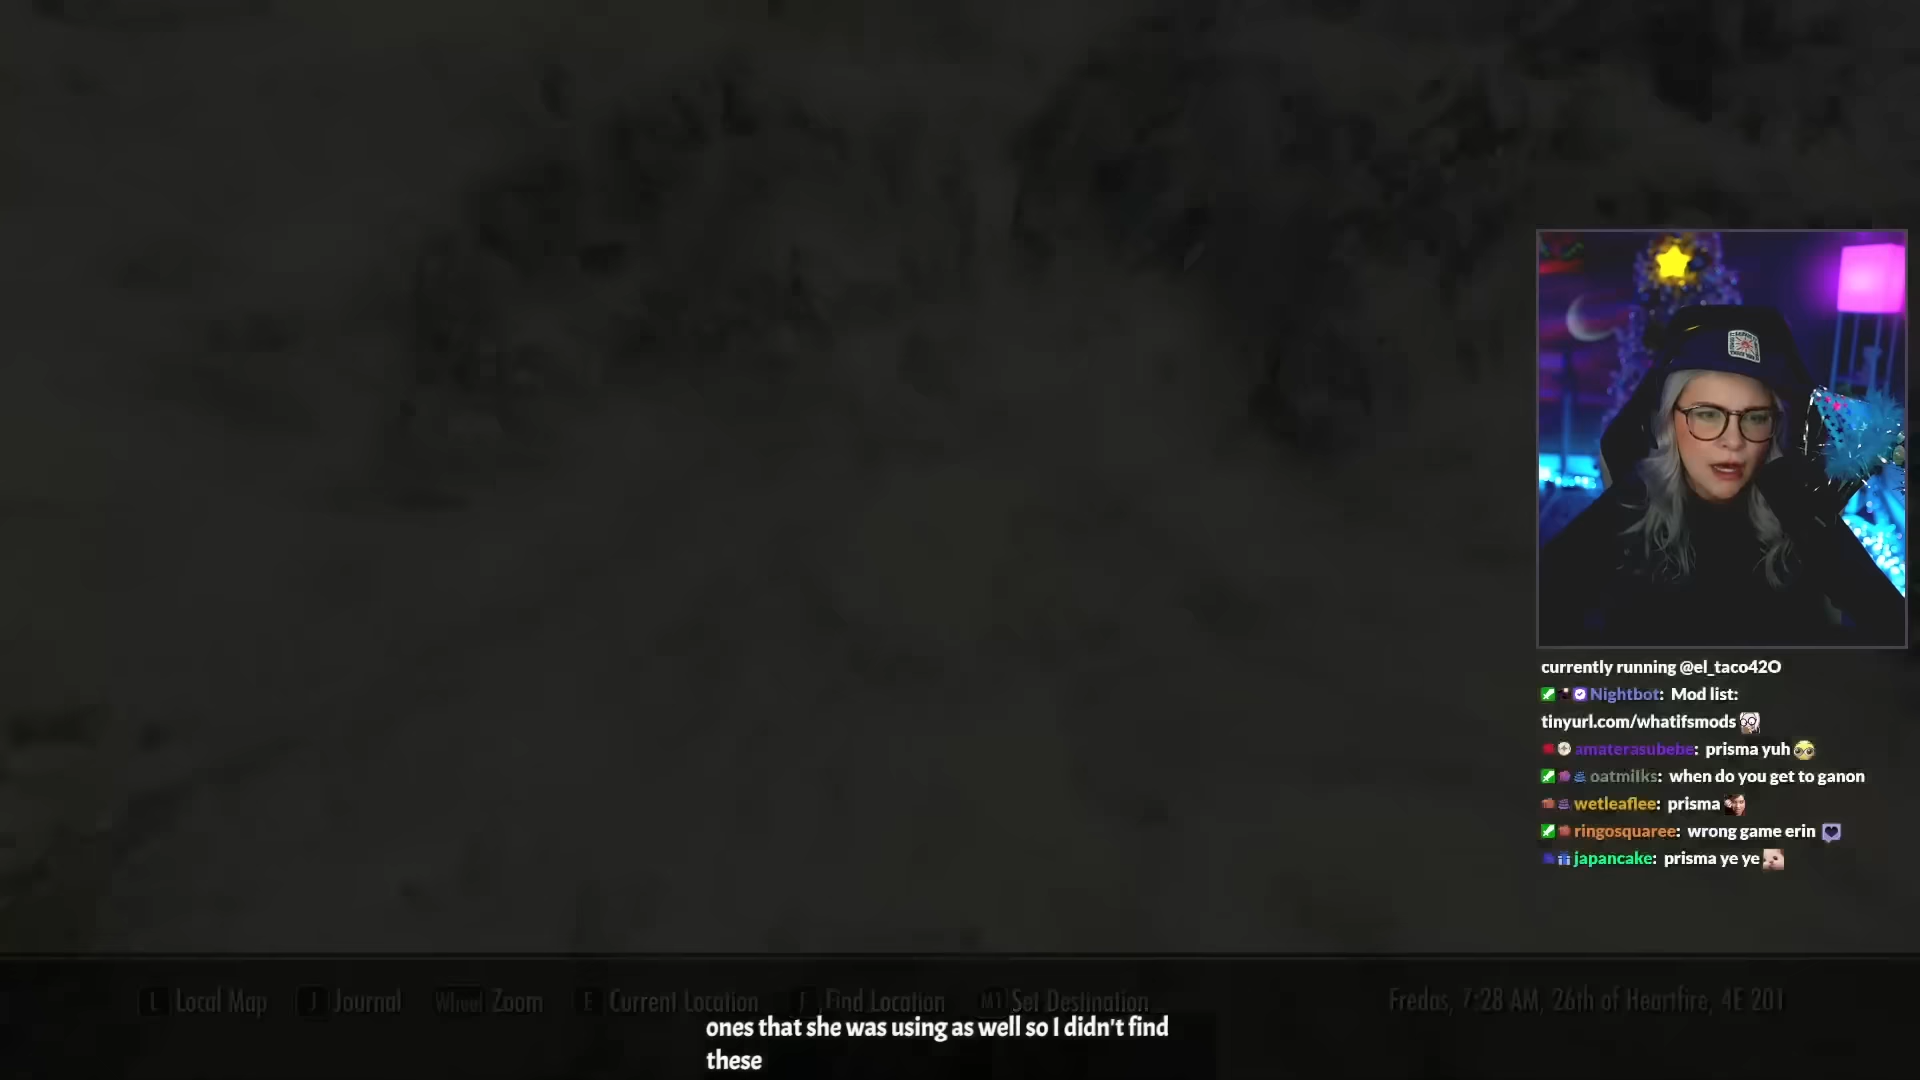 currently running @el_taco42O
Nightbot: Mod list:
tinyurl.com/whatifsmods
amaterasubebe: prisma yuh
oatmilks: when do you get to ganon
wetleaflee: prisma
ringosquaree: wrong game erin
japancake: prisma ye ye
L Local Map J Journal Wheel Zoom E Current Location F Find Location M1 Set Destination Fredas, 7:28 AM, 26th of Heartfire, 4E 201
ones that she was using as well so I didn't find
these